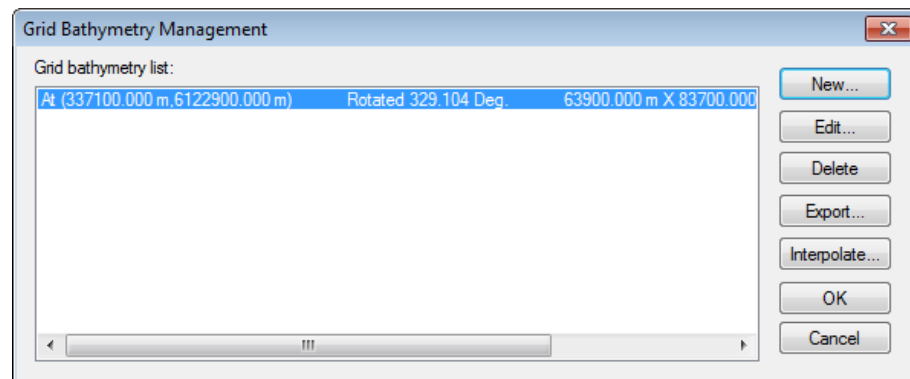 Grid Bathymetry Management
Grid bathymetry list:
At (337100.000 m,6122900.000 m) Rotated 329.104 Deg. 63900.000 m X 83700.000
New...
Edit...
Delete
Export...
Interpolate...
OK
Cancel